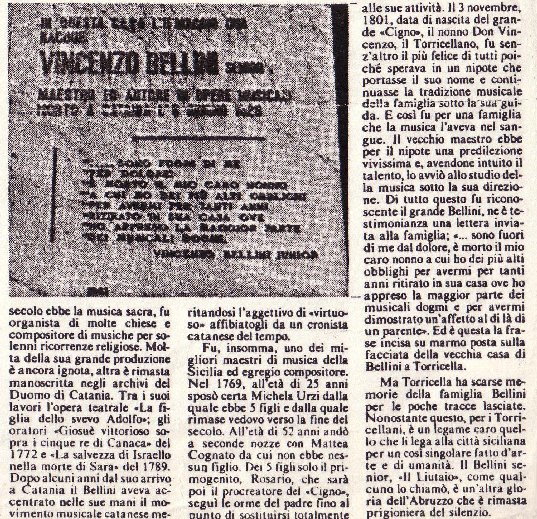 IN QUESTA CASA
VINCENZO BELLINI SENIOR
MAESTRO ED AUTORE DI OPERE MUSICALI
MORTO A CATANIA
SONO FUORI DI ME
PEL DOLORE
È MORTO IL MIO CARO NONNO
A CUI HO DEI PIÙ ALTI OBBLIGHI
PER AVERMI PER TANTI ANNI
RITIRATO IN SUA CASA OVE
HO APPRESO LA MAGGIOR PARTE
DEI MUSICALI DOGMI
VINCENZO BELLINI JUNIOR
secolo ebbe la musica sacra, fu
organista di molte chiese e
compositore di musiche per so-
lenni ricorrenze religiose. Mol-
ta della sua grande produzione
è ancora ignota, altra è rimasta
manoscritta negli archivi del
Duomo di Catania. Tra i suoi
lavori l'opera teatrale «La fi-
glia dello svevo Adolfo»; gli
oratori «Giosuè vittorioso so-
pra i cinque re di Canaca» del
1772 e «La salvezza di Israello
nella morte di Sara» del 1789.
Dopo alcuni anni dal suo arrivo
a Catania il Bellini aveva ac-
centrato nelle sue mani il mo-
vimento musicale catanese me-
ritandosi l'aggettivo di «virtuo-
so» affibiatogli da un cronista
catanese del tempo.
Fu, insomma, uno dei mi-
gliori maestri di musica della
Sicilia ed egregio compositore.
Nel 1769, all'età di 25 anni
sposò certa Michela Urzì dalla
quale ebbe 5 figli e dalla quale
rimase vedovo verso la fine del
secolo. All'età di 52 anni andò
a seconde nozze con Mattea
Cognato da cui non ebbe nes-
sun figlio. Dei 5 figli solo il pri-
mogenito, Rosario, che sarà
poi il procreatore del «Cigno»,
seguì le orme del padre fino al
punto di sostituirsi totalmente
alle sue attività. Il 3 novembre,
1801, data di nascita del gran-
de «Cigno», il nonno Don Vin-
cenzo, il Torricellano, fu sen-
z'altro il più felice di tutti poi-
ché sperava in un nipote che
portasse il suo nome e conti-
nuasse la tradizione musicale
della famiglia sotto la sua gui-
da. E così fu per una famiglia
che la musica l'aveva nel san-
gue. Il vecchio maestro ebbe
per il nipote una predilezione
vivissima e, avendone intuito il
talento, lo avviò allo studio del-
la musica sotto la sua direzio-
ne. Di tutto questo fu ricono-
scente il grande Bellini, ne è te-
stimonianza una lettera invia-
ta alla famiglia; «... sono fuori
di me dal dolore, è morto il mio
caro nonno a cui ho dei più alti
obblighi per avermi per tanti
anni ritirato in sua casa ove ho
appreso la maggior parte dei
musicali dogmi e per avermi
dimostrato un'affetto al di là di
un parente». Ed è questa la fra-
se incisa su marmo posta sulla
facciata della vecchia casa di
Bellini a Torricella.
Ma Torricella ha scarse me-
morie della famiglia Bellini
per le poche tracce lasciate.
Nonostante questo, per i Torri-
cellani, è un legame caro quel-
lo che li lega alla città siciliana
per un così singolare fatto d'ar-
te e di umanità. Il Bellini se-
nior, «Il Liutaio», come qual-
cuno lo chiamò, è un'altra glo-
ria dell'Abruzzo che è rimasta
prigioniera del silenzio.